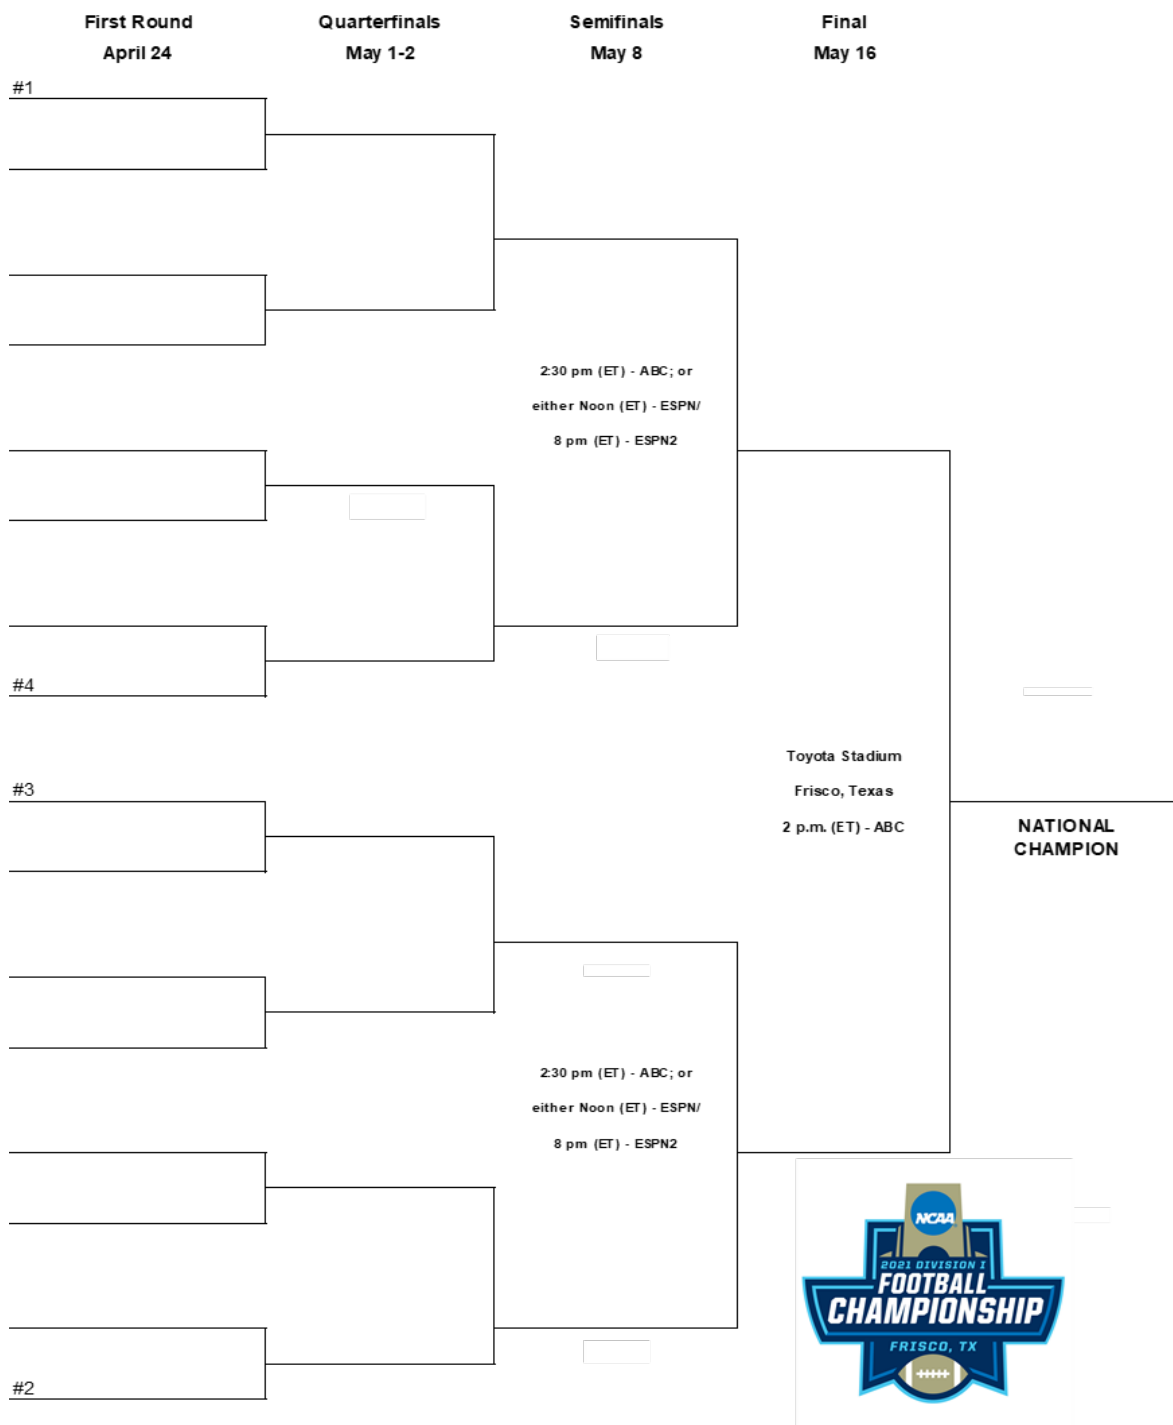 First Round
Quarterfinals
Semifinals
Final
April 24
May 1-2
May 8
May 16
#1
2:30 pm (ET) - ABC; or
either Noon (ET) - ESPN/
8 pm (ET) - ESPN2
#4
Toyota Stadium
Frisco, Texas
2 p.m. (ET) - ABC
#3
NATIONAL
CHAMPION
2:30 pm (ET) - ABC; or
either Noon (ET) - ESPN/
8 pm (ET) - ESPN2
NCAA
2021 DIVISION I
FOOTBALL
CHAMPIONSHIP
FRISCO, TX
#2